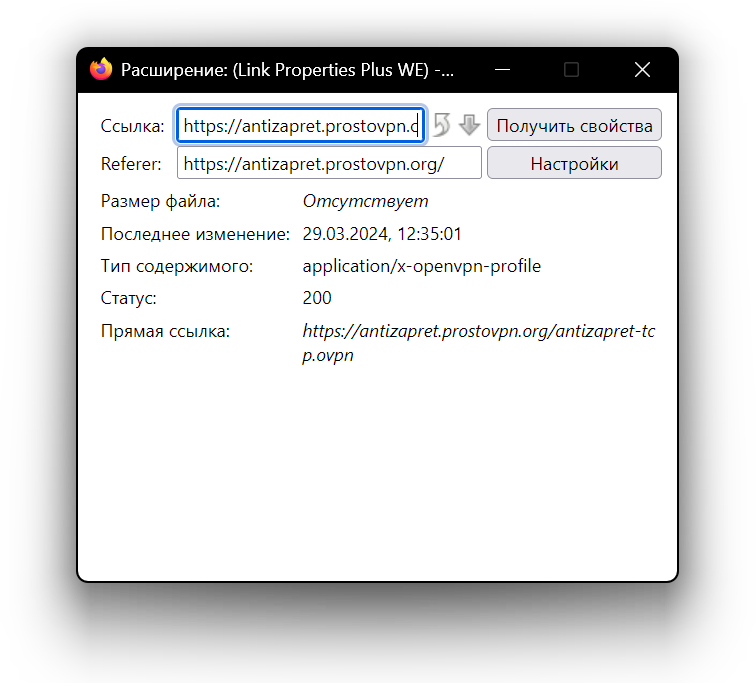 Расширение: (Link Properties Plus WE) -...
Ссылка: https://antizapret.prostovpn.o Получить свойства
Referer: https://antizapret.prostovpn.org/ Настройки
Размер файла: Отсутствует
Последнее изменение: 29.03.2024, 12:35:01
Тип содержимого: application/x-openvpn-profile
Статус: 200
Прямая ссылка: https://antizapret.prostovpn.org/antizapret-tc
p.ovpn